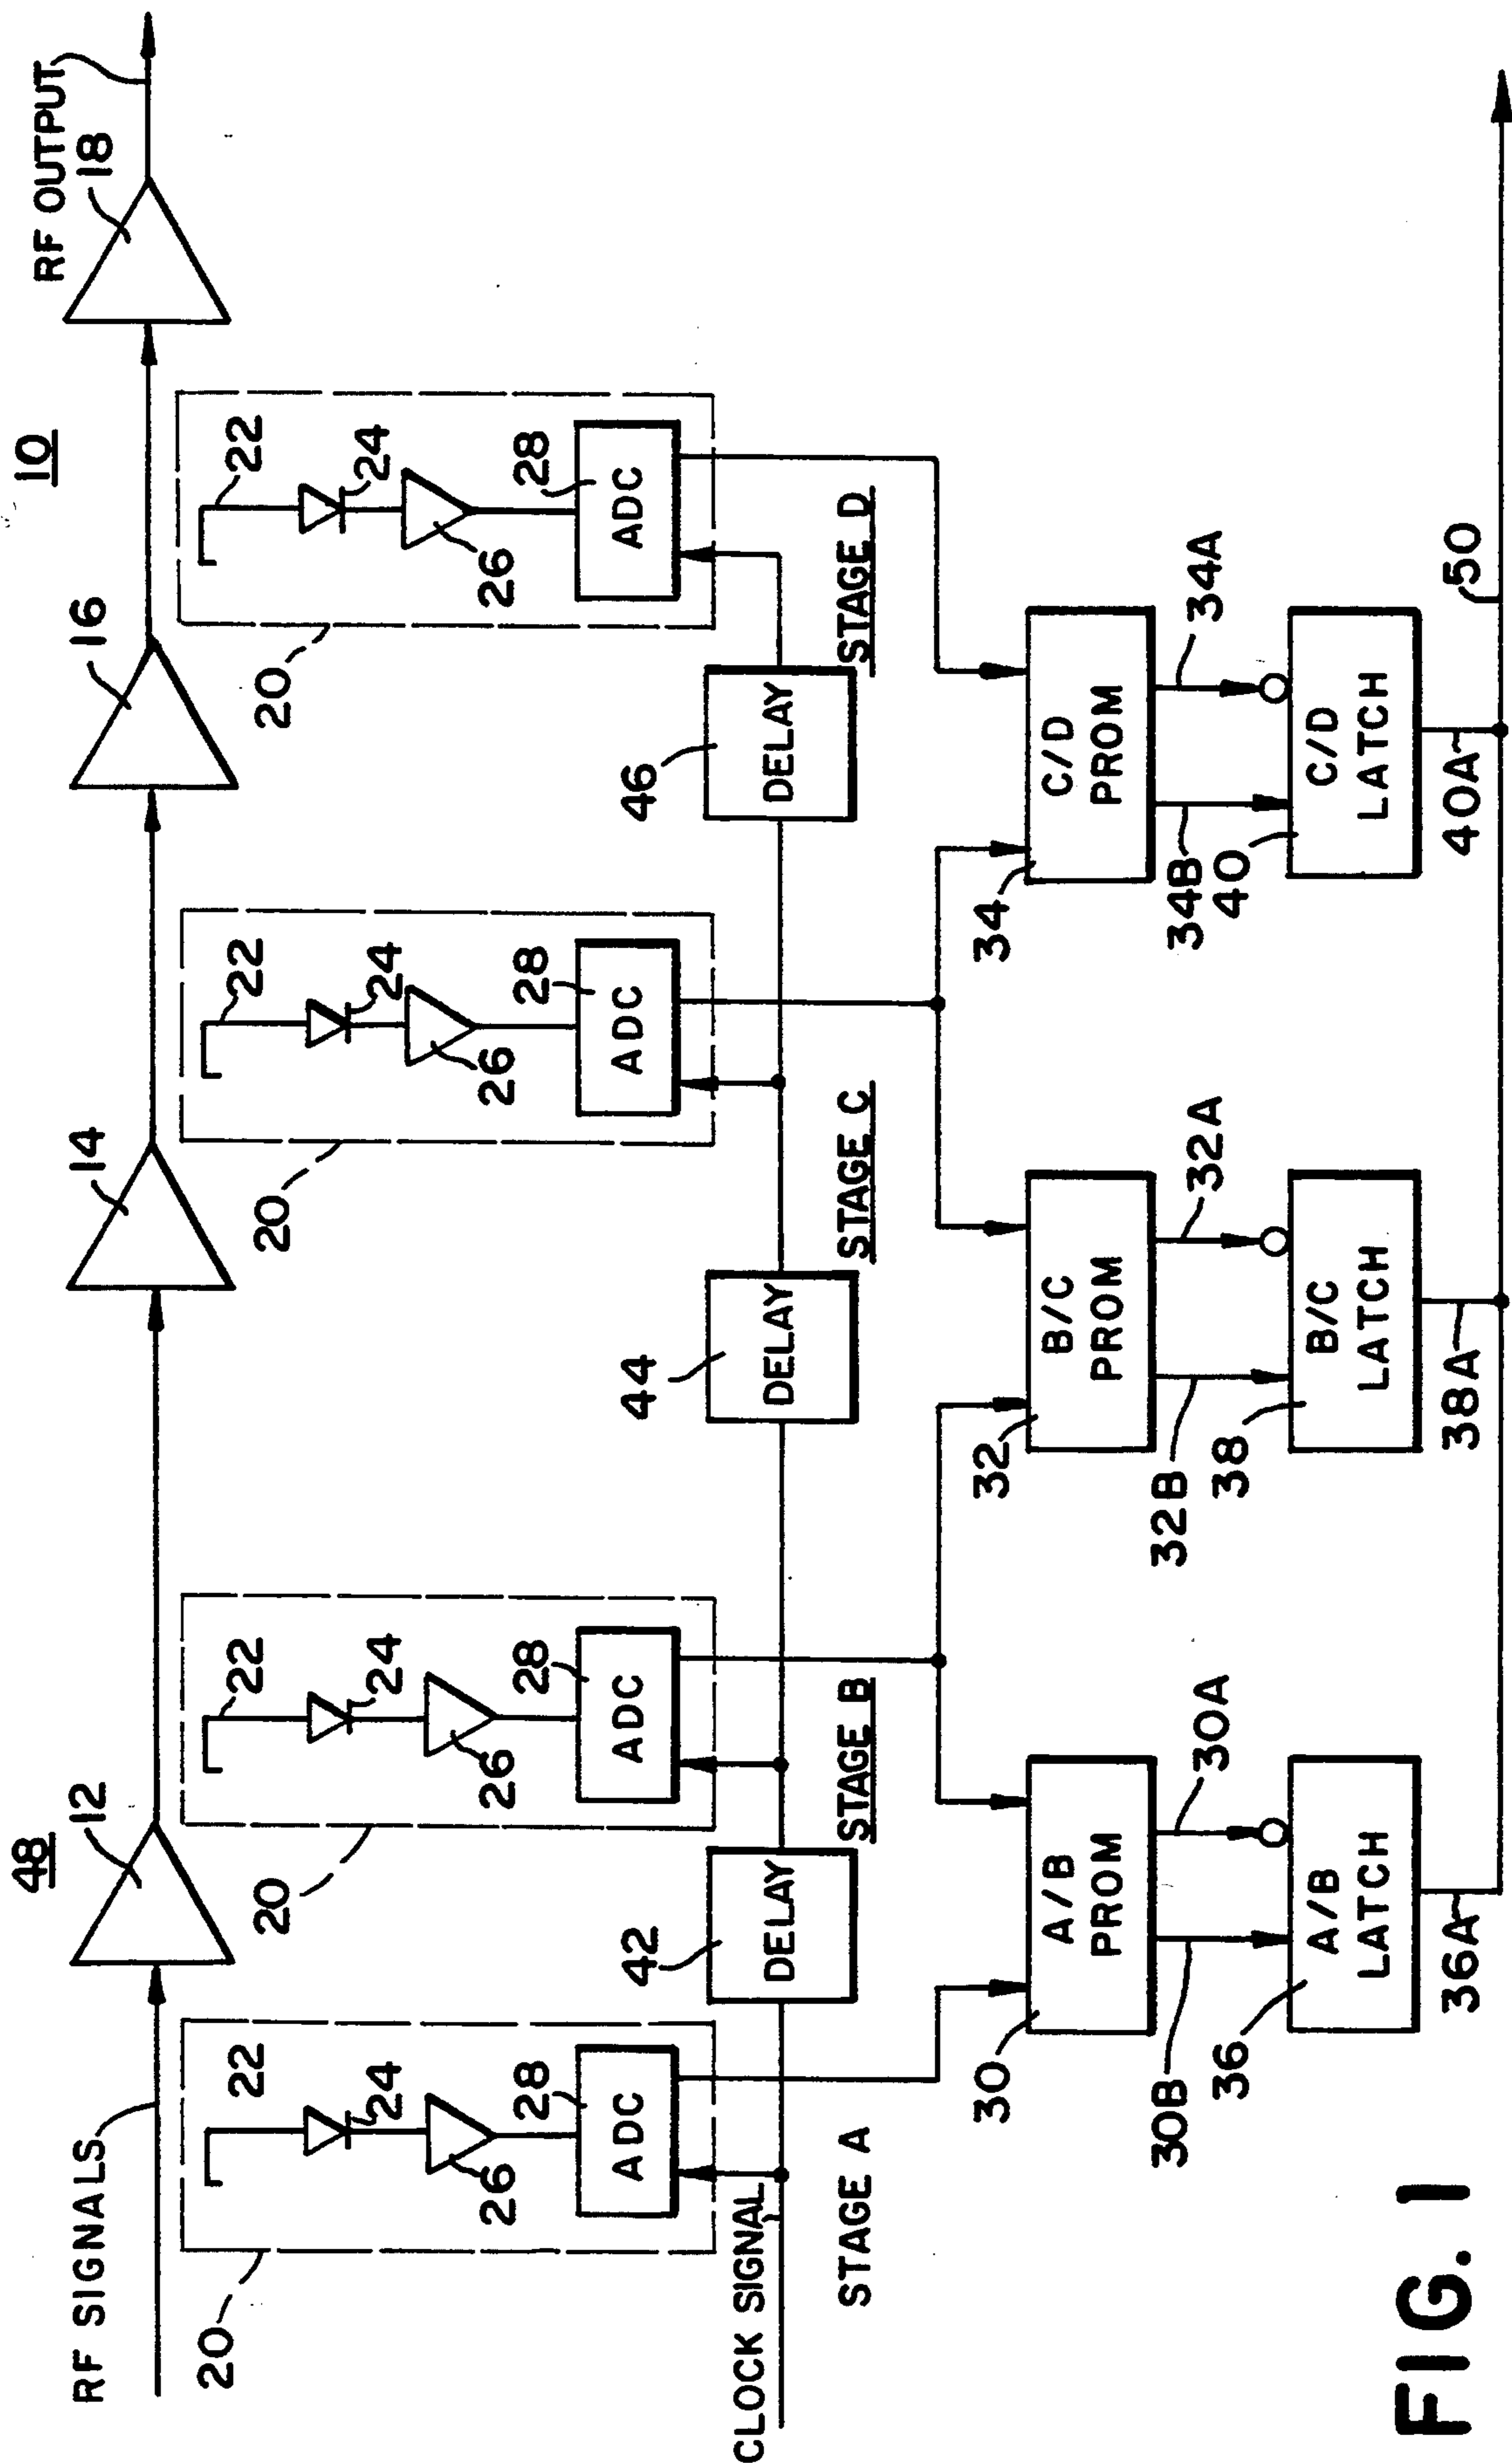 10
48
RF SIGNALS
12
14
16
18
RF OUTPUT
20
22
24
26
28
ADC
20
22
24
26
28
ADC
20
22
24
26
28
ADC
20
22
24
26
28
ADC
CLOCK SIGNAL
42
DELAY
44
DELAY
46
DELAY
STAGE A
STAGE B
STAGE C
STAGE D
30
A/B
PROM
32
B/C
PROM
34
C/D
PROM
30B
30A
32B
32A
34B
34A
36
A/B
LATCH
38
B/C
LATCH
40
C/D
LATCH
36A
38A
40A
50
FIG. 1